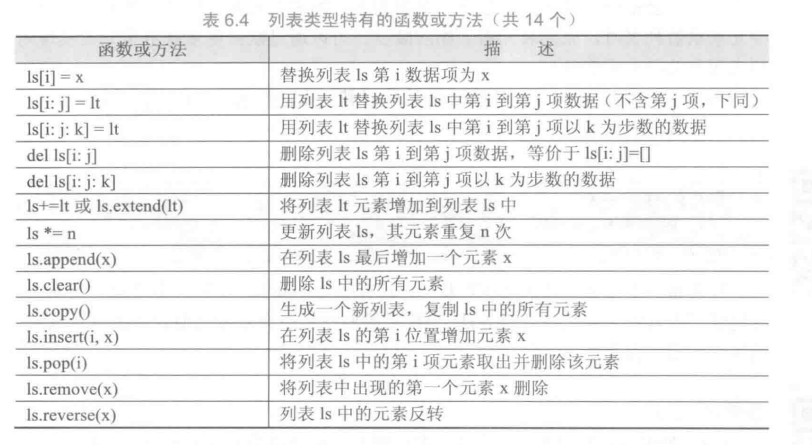 表 6.4 列表类型特有的函数或方法（共 14 个）
函数或方法 描 述
ls[i] = x 替换列表 ls 第 i 数据项为 x
ls[i: j] = lt 用列表 lt 替换列表 ls 中第 i 到第 j 项数据（不含第 j 项，下同）
ls[i: j: k] = lt 用列表 lt 替换列表 ls 中第 i 到第 j 项以 k 为步数的数据
del ls[i: j] 删除列表 ls 第 i 到第 j 项数据，等价于 ls[i: j]=[]
del ls[i: j: k] 删除列表 ls 第 i 到第 j 项以 k 为步数的数据
ls+=lt 或 ls.extend(lt) 将列表 lt 元素增加到列表 ls 中
ls *= n 更新列表 ls，其元素重复 n 次
ls.append(x) 在列表 ls 最后增加一个元素 x
ls.clear() 删除 ls 中的所有元素
ls.copy() 生成一个新列表，复制 ls 中的所有元素
ls.insert(i, x) 在列表 ls 的第 i 位置增加元素 x
ls.pop(i) 将列表 ls 中的第 i 项元素取出并删除该元素
ls.remove(x) 将列表中出现的第一个元素 x 删除
ls.reverse(x) 列表 ls 中的元素反转